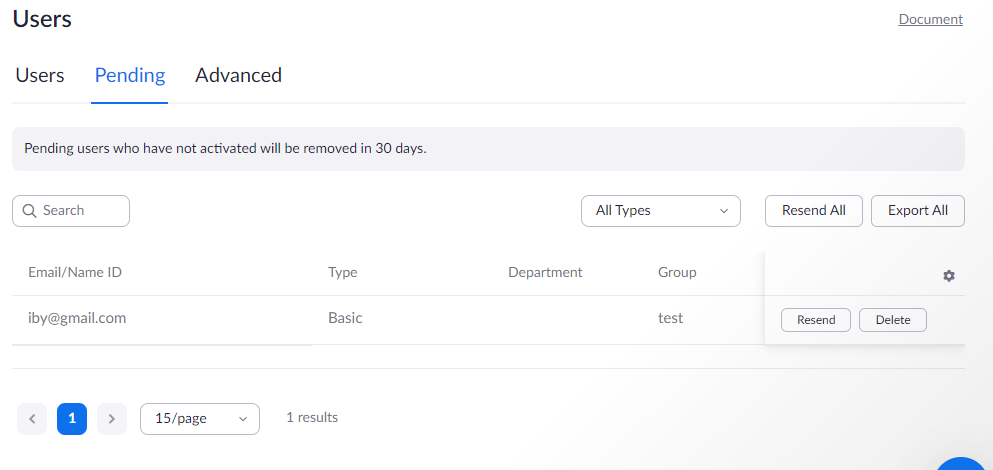 Users
Document
Users Pending Advanced
Pending users who have not activated will be removed in 30 days.
Search All Types Resend All Export All
Email/Name ID Type Department Group
iby@gmail.com Basic test Resend Delete
1 15/page 1 results